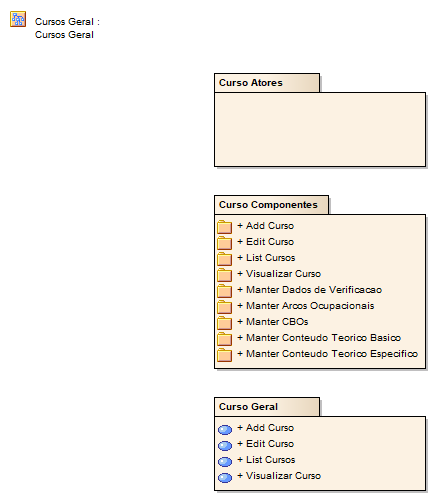 Cursos Geral :
Cursos Geral
Curso Atores
Curso Componentes
+ Add Curso
+ Edit Curso
+ List Cursos
+ Visualizar Curso
+ Manter Dados de Verificacao
+ Manter Arcos Ocupacionais
+ Manter CBOs
+ Manter Conteudo Teorico Basico
+ Manter Conteudo Teorico Especifico
Curso Geral
+ Add Curso
+ Edit Curso
+ List Cursos
+ Visualizar Curso